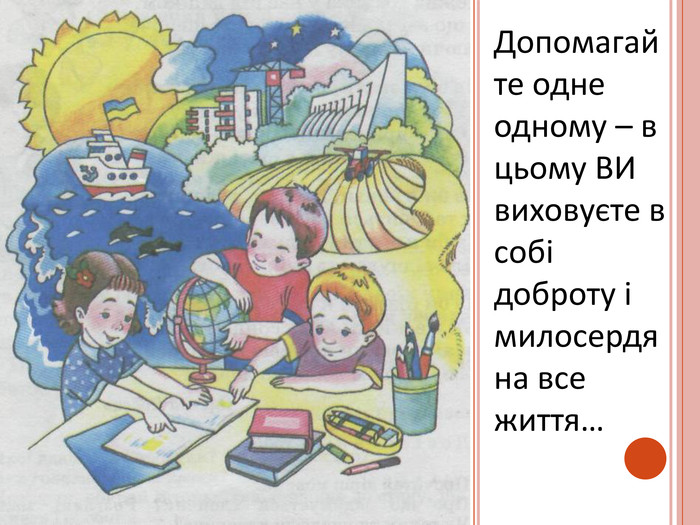 Допомагай
те одне
одному – в
цьому ВИ
виховуєте в
собі
доброту і
милосердя
на все
життя…